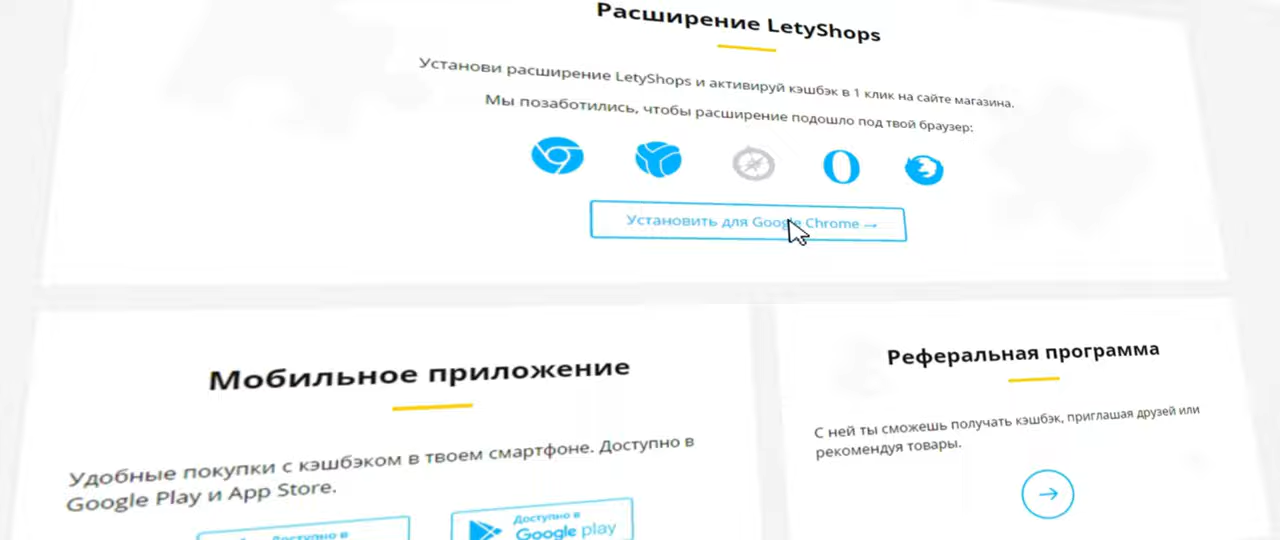 Расширение LetyShops
Установи расширение LetyShops и активируй кэшбэк в 1 клик на сайте магазина.
Мы позаботились, чтобы расширение подошло под твой браузер:
Установить для Google Chrome →
Мобильное приложение
Удобные покупки с кэшбэком в твоем смартфоне. Доступно в
Google Play и App Store.
Доступно в
Доступно в
Google play
Реферальная программа
С ней ты сможешь получать кэшбэк, приглашая друзей или
рекомендуя товары.